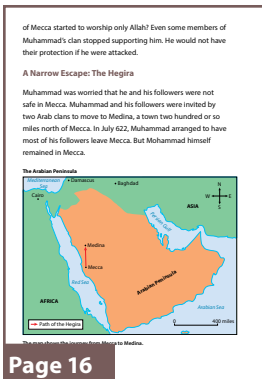 of Mecca started to worship only Allah? Even some members of
Muhammad’s clan stopped supporting him. He would not have
their protection if he were attacked.
A Narrow Escape: The Hegira
Muhammad was worried that he and his followers were not
safe in Mecca. Muhammad and his followers were invited by
two Arab clans to move to Medina, a town two hundred or so
miles north of Mecca. In July 622, Muhammad arranged to have
most of his followers leave Mecca. But Mohammad himself
remained in Mecca.
The Arabian Peninsula
Mediterranean
Sea
Damascus
Baghdad
Cairo
N
W
E
S
ASIA
Persian Gulf
Medina
Mecca
Red Sea
Arabian Peninsula
AFRICA
Arabian Sea
Path of the Hegira
0
400 miles
The map shows the journey from Mecca to Medina.
Page 16